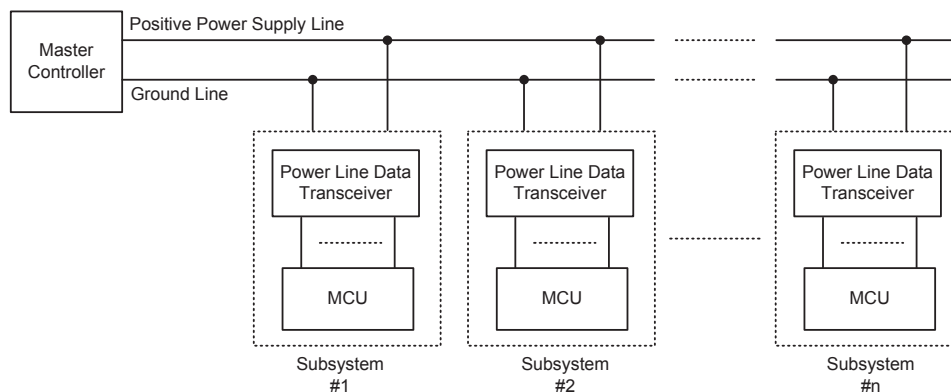 Positive Power Supply Line
Master
Controller
Ground Line
Power Line Data
Transceiver
MCU
Subsystem
#1
Power Line Data
Transceiver
MCU
Subsystem
#2
Power Line Data
Transceiver
MCU
Subsystem
#n